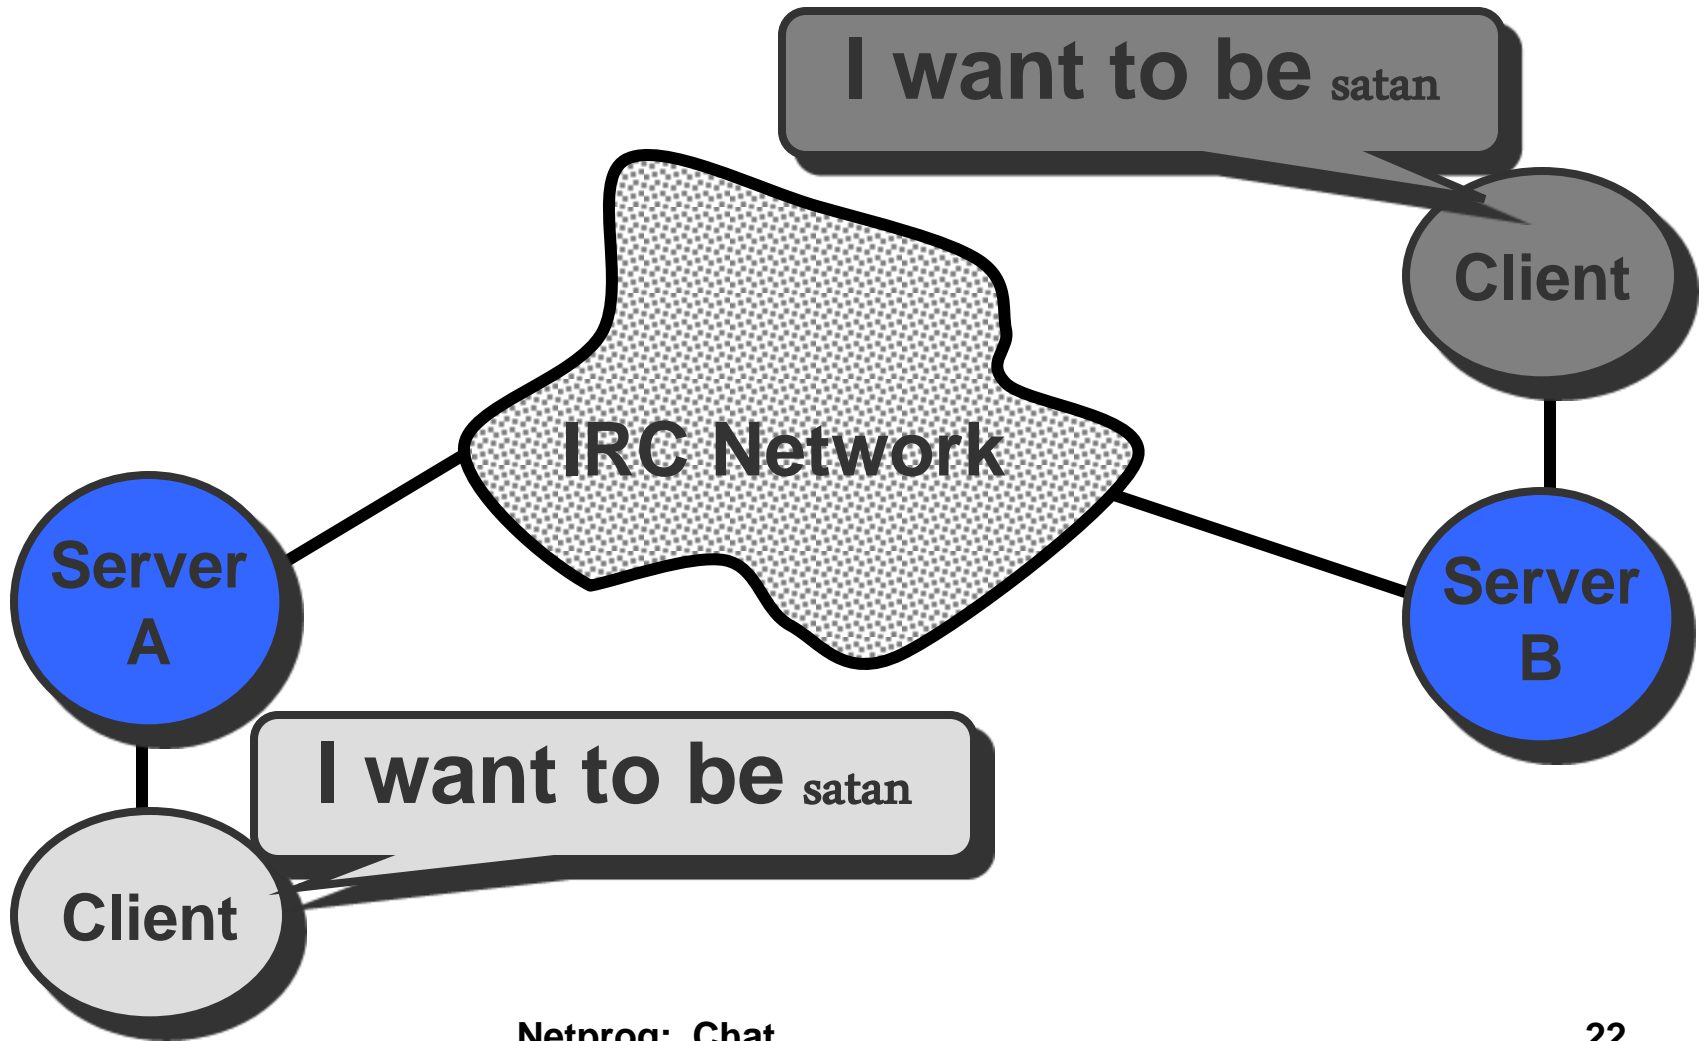 I want to be satan
Client
IRC Network
Server
A
Server
B
I want to be satan
Client
Netprog: Chat
22